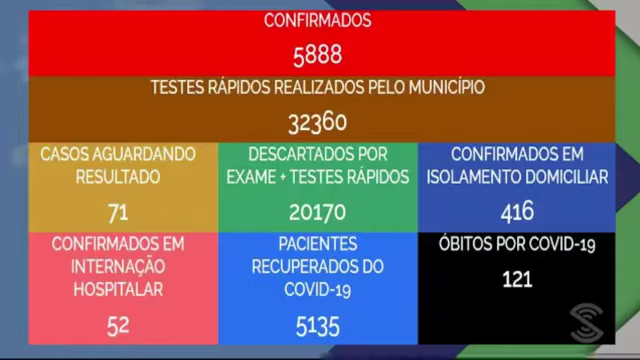 CONFIRMADOS
5888
TESTES RÁPIDOS REALIZADOS PELO MUNICÍPIO
32360
CASOS AGUARDANDO
RESULTADO
71
DESCARTADOS POR
EXAME + TESTES RÁPIDOS
20170
CONFIRMADOS EM
ISOLAMENTO DOMICILIAR
416
CONFIRMADOS EM
INTERNAÇÃO
HOSPITALAR
52
PACIENTES
RECUPERADOS DO
COVID-19
5135
ÓBITOS POR COVID-19
121